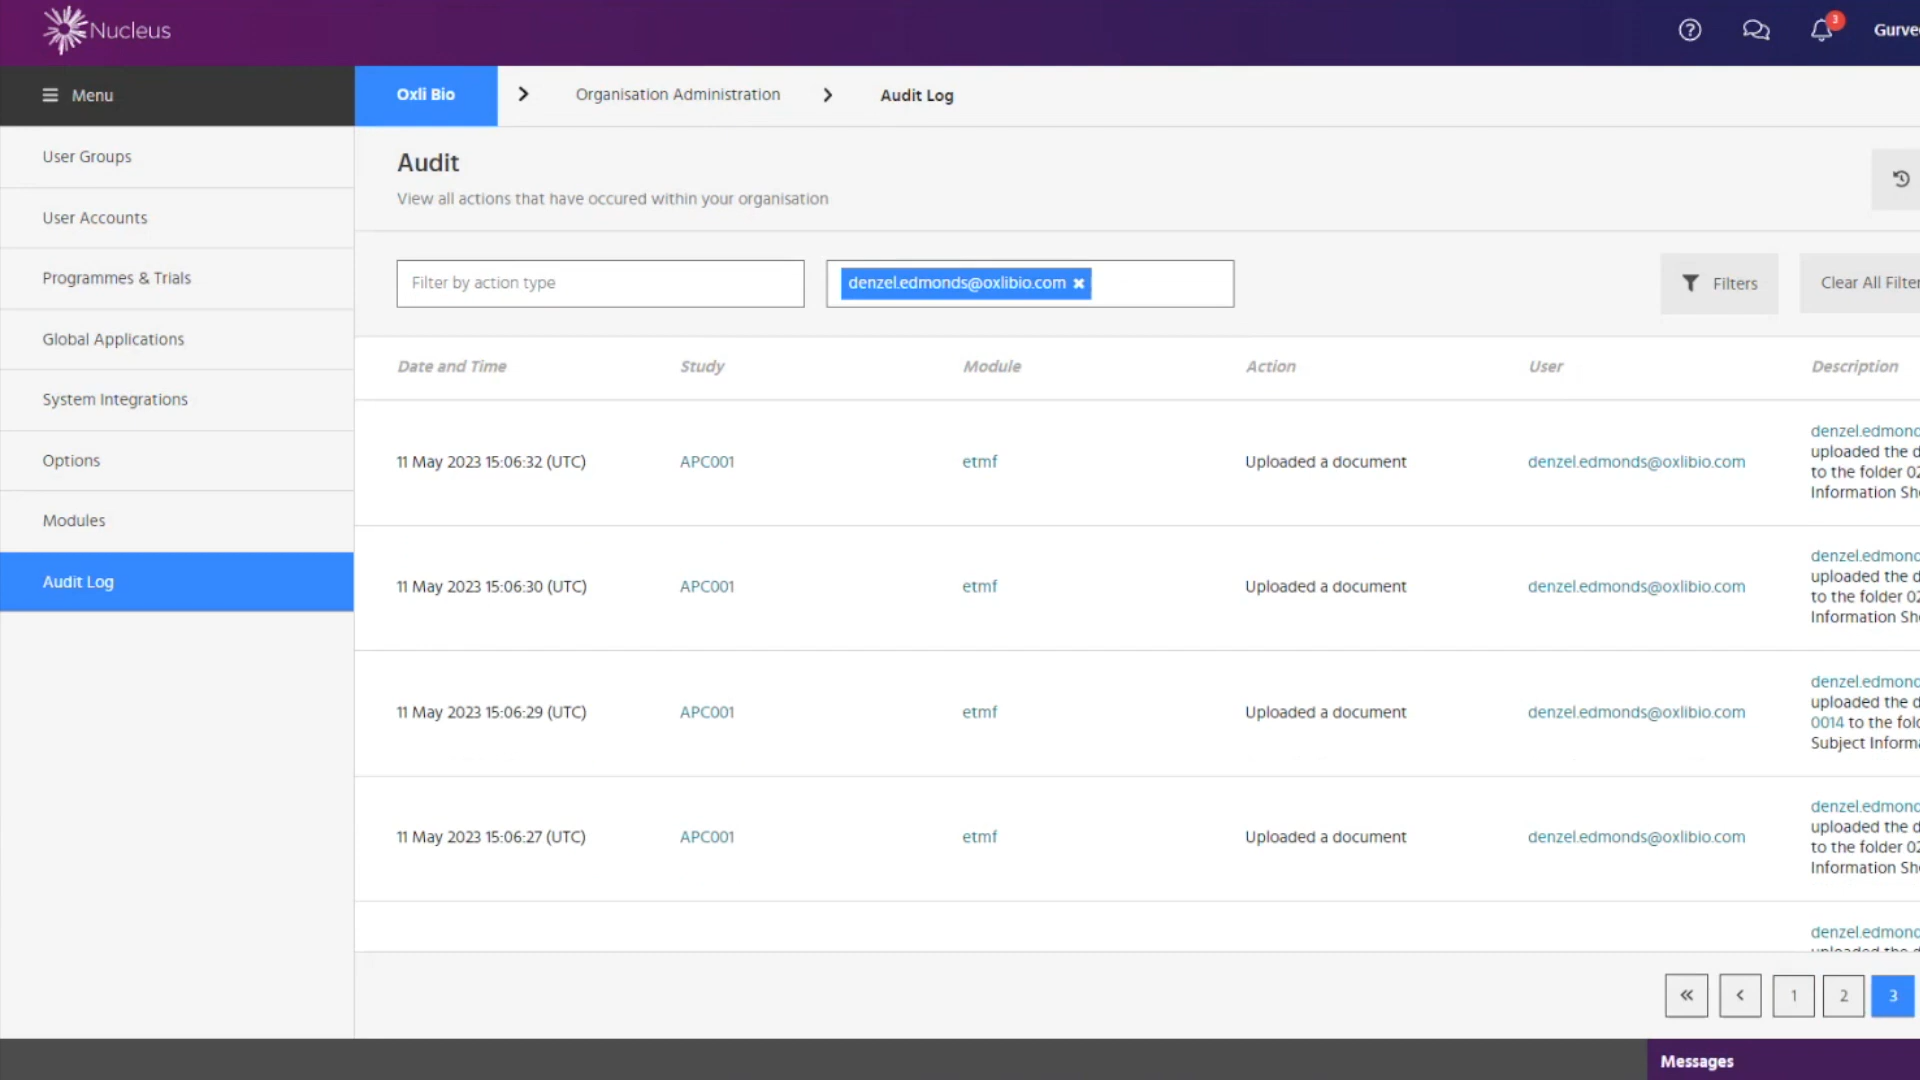 Nucleus
3
Menu
Oxli Bio
Organisation Administration
Audit Log
User Groups
User Accounts
Programmes & Trials
Global Applications
System Integrations
Options
Modules
Audit Log
Audit
View all actions that have occured within your organisation
Filter by action type
denzel.edmonds@oxlibio.com
Filters
Clear All
Date and Time Study Module Action User Description
11 May 2023 15:06:32 (UTC) APC001 etmf Uploaded a document denzel.edmonds@oxlibio.com
uploaded the
to the folder
Information
11 May 2023 15:06:30 (UTC) APC001 etmf Uploaded a document denzel.edmonds@oxlibio.com
uploaded the
to the folder
Information
11 May 2023 15:06:29 (UTC) APC001 etmf Uploaded a document denzel.edmonds@oxlibio.com
uploaded the
0014 to the
Subject
11 May 2023 15:06:27 (UTC) APC001 etmf Uploaded a document denzel.edmonds@oxlibio.com
uploaded the
to the folder
Information
1 2 3
Messages